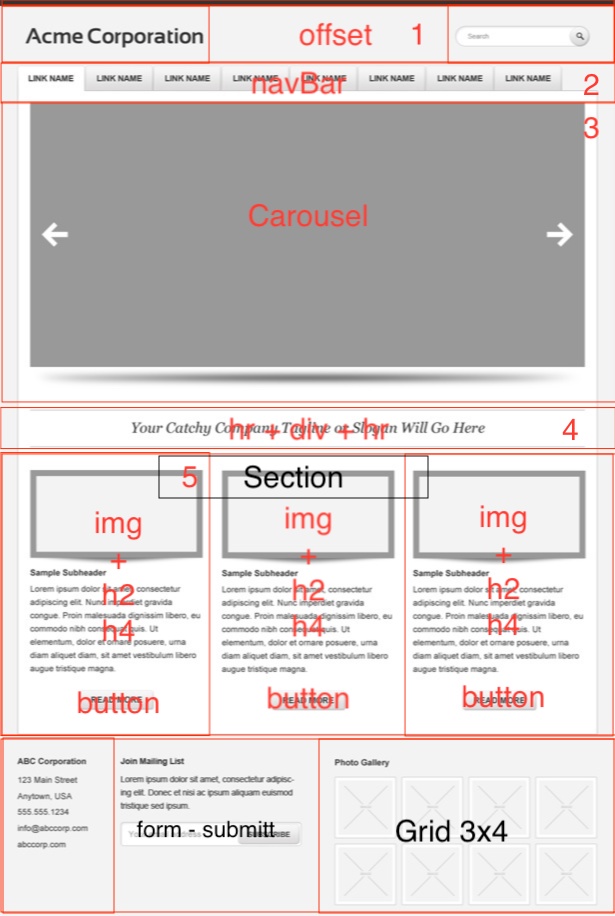 Acme Corporation
offset 1
Search
LINK NAME LINK NAME LINK NAME LINK NAME LINK NAME LINK NAME LINK NAME LINK NAME
navBar 2
3
Carousel
Your Catchy Company Tagline or Slogan Will Go Here
hr + div + hr 4
5 Section
img
+
h2
h4
button
Sample Subheader
Lorem ipsum dolor sit amet, consectetur
adipiscing elit. Nunc imperdiet gravida
congue. Proin malesuada dignissim libero, eu
commodo nibh consequat quis. Ut
elementum, dolor et ornare posuere, urna
diam aliquet diam, sit amet vestibulum libero
augue tristique magna.
READ MORE
img
+
h2
h4
button
Sample Subheader
Lorem ipsum dolor sit amet, consectetur
adipiscing elit. Nunc imperdiet gravida
congue. Proin malesuada dignissim libero, eu
commodo nibh consequat quis. Ut
elementum, dolor et ornare posuere, urna
diam aliquet diam, sit amet vestibulum libero
augue tristique magna.
READ MORE
img
+
h2
h4
button
Sample Subheader
Lorem ipsum dolor sit amet, consectetur
adipiscing elit. Nunc imperdiet gravida
congue. Proin malesuada dignissim libero, eu
commodo nibh consequat quis. Ut
elementum, dolor et ornare posuere, urna
diam aliquet diam, sit amet vestibulum libero
augue tristique magna.
READ MORE
ABC Corporation
123 Main Street
Anytown, USA
555.555.1234
info@abccorp.com
abccorp.com
Join Mailing List
Lorem ipsum dolor sit amet, consectetur adipisc-
ing elit. Donec et nisi ac ipsum aliquam euismod
tristique sed ipsum.
form - submitt
SUBSCRIBE
Photo Gallery
Grid 3x4